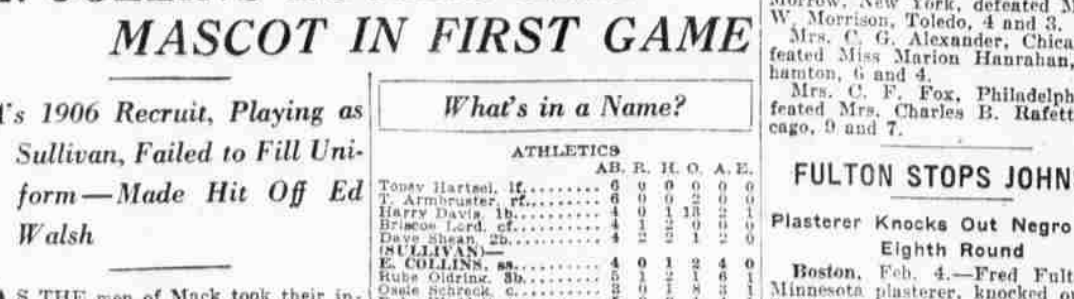 MASCOT IN FIRST GAME
's 1906 Recruit, Playing as
Sullivan, Failed to Fill Uni-
form—Made Hit Off Ed
Walsh
S THE men of Mack took their in-
What's in a Name?
ATHLETICS
AB. R. H. O. A. E.
Topsy Hartsel, lf......... 6 0 0 0 0 0
T. Armbruster, rf......... 6 0 0 2 0 0
Harry Davis, 1b.......... 4 0 1 13 2 1
Briscoe Lord, cf.......... 4 1 2 0 0 0
Dave Shean, 2b........... 4 2 2 1 2 0
(SULLIVAN)—
E. COLLINS, ss.......... 4 0 1 2 4 0
Rube Oldring, 3b......... 5 1 2 1 6 1
Ossie Schreck, c.......... 3 0 1 8 3 1
Morrow, New York, defeated
W. Morrison, Toledo, 4 and 3.
Mrs. C. G. Alexander, Chica
feated Miss Marion Hanrahan,
hamton, 6 and 4.
Mrs. C. F. Fox, Philadelph
feated Mrs. Charles B. Rafett
cago, 9 and 7.
FULTON STOPS JOHN
Plasterer Knocks Out Negro
Eighth Round
Boston, Feb. 4.—Fred Fult
Minnesota plasterer, knocked